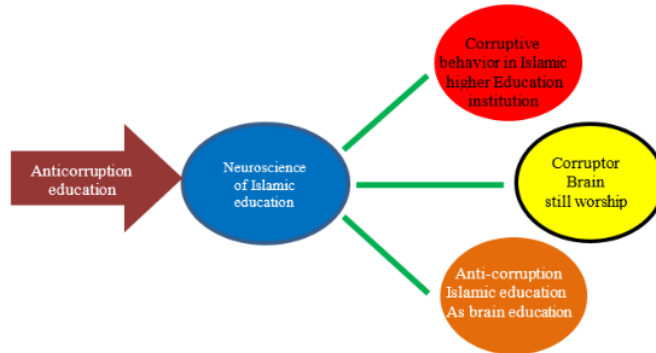 Anticorruption
education
Neuroscience
of Islamic
education
Corruptive
behavior in Islamic
higher Education
institution
Corruptor
Brain
still worship
Anti-corruption
Islamic education
As brain education